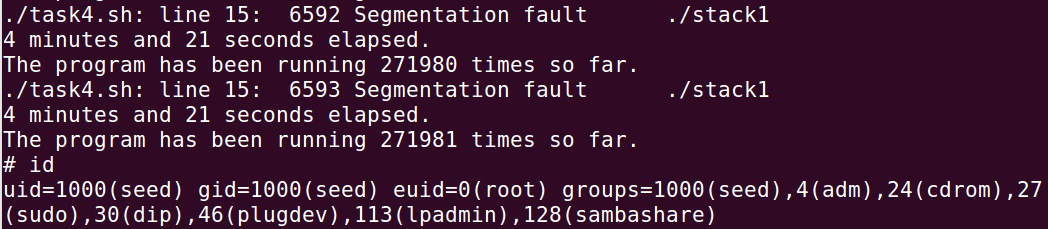 ./task4.sh: line 15:  6592 Segmentation fault      ./stack1
4 minutes and 21 seconds elapsed.
The program has been running 271980 times so far.
./task4.sh: line 15:  6593 Segmentation fault      ./stack1
4 minutes and 21 seconds elapsed.
The program has been running 271981 times so far.
# id
uid=1000(seed) gid=1000(seed) euid=0(root) groups=1000(seed),4(adm),24(cdrom),27
(sudo),30(dip),46(plugdev),113(lpadmin),128(sambashare)